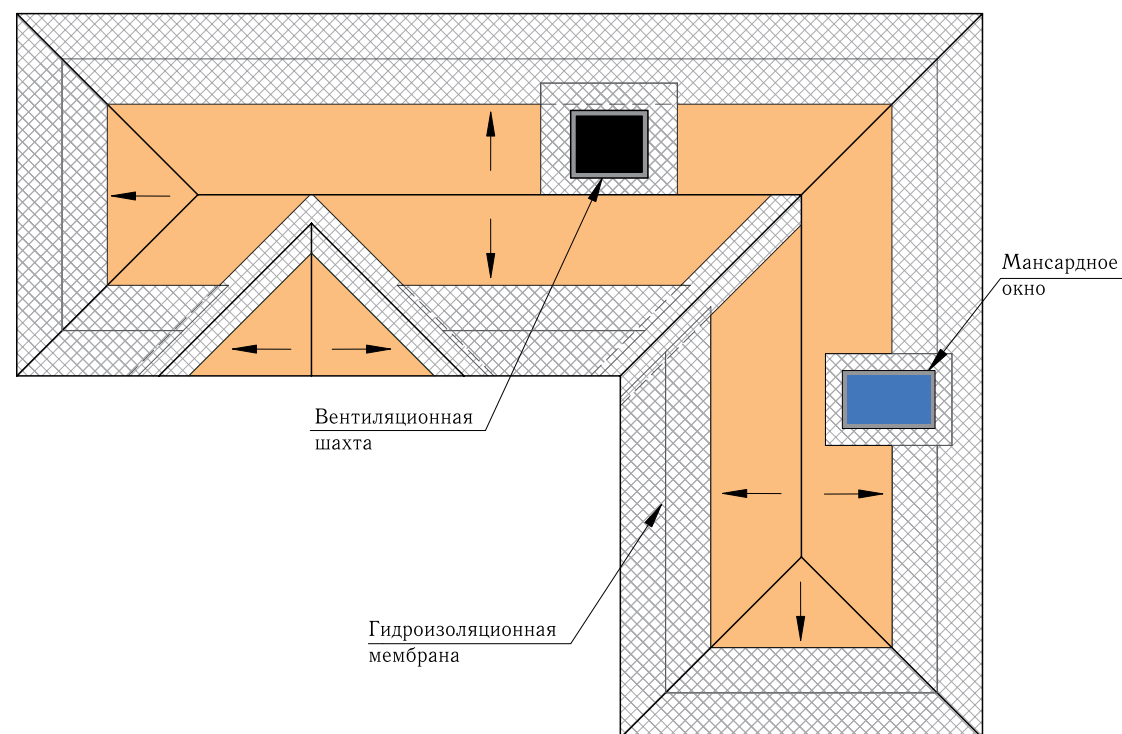 Мансардное
окно
Вентиляционная
шахта
Гидроизоляционная
мембрана